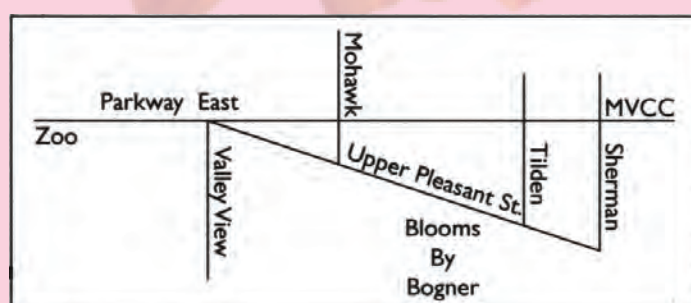 Mohawk
Parkway East
MVCC
Zoo
Valley View
Upper Pleasant St.
Tilden
Sherman
Blooms
By
Bogner